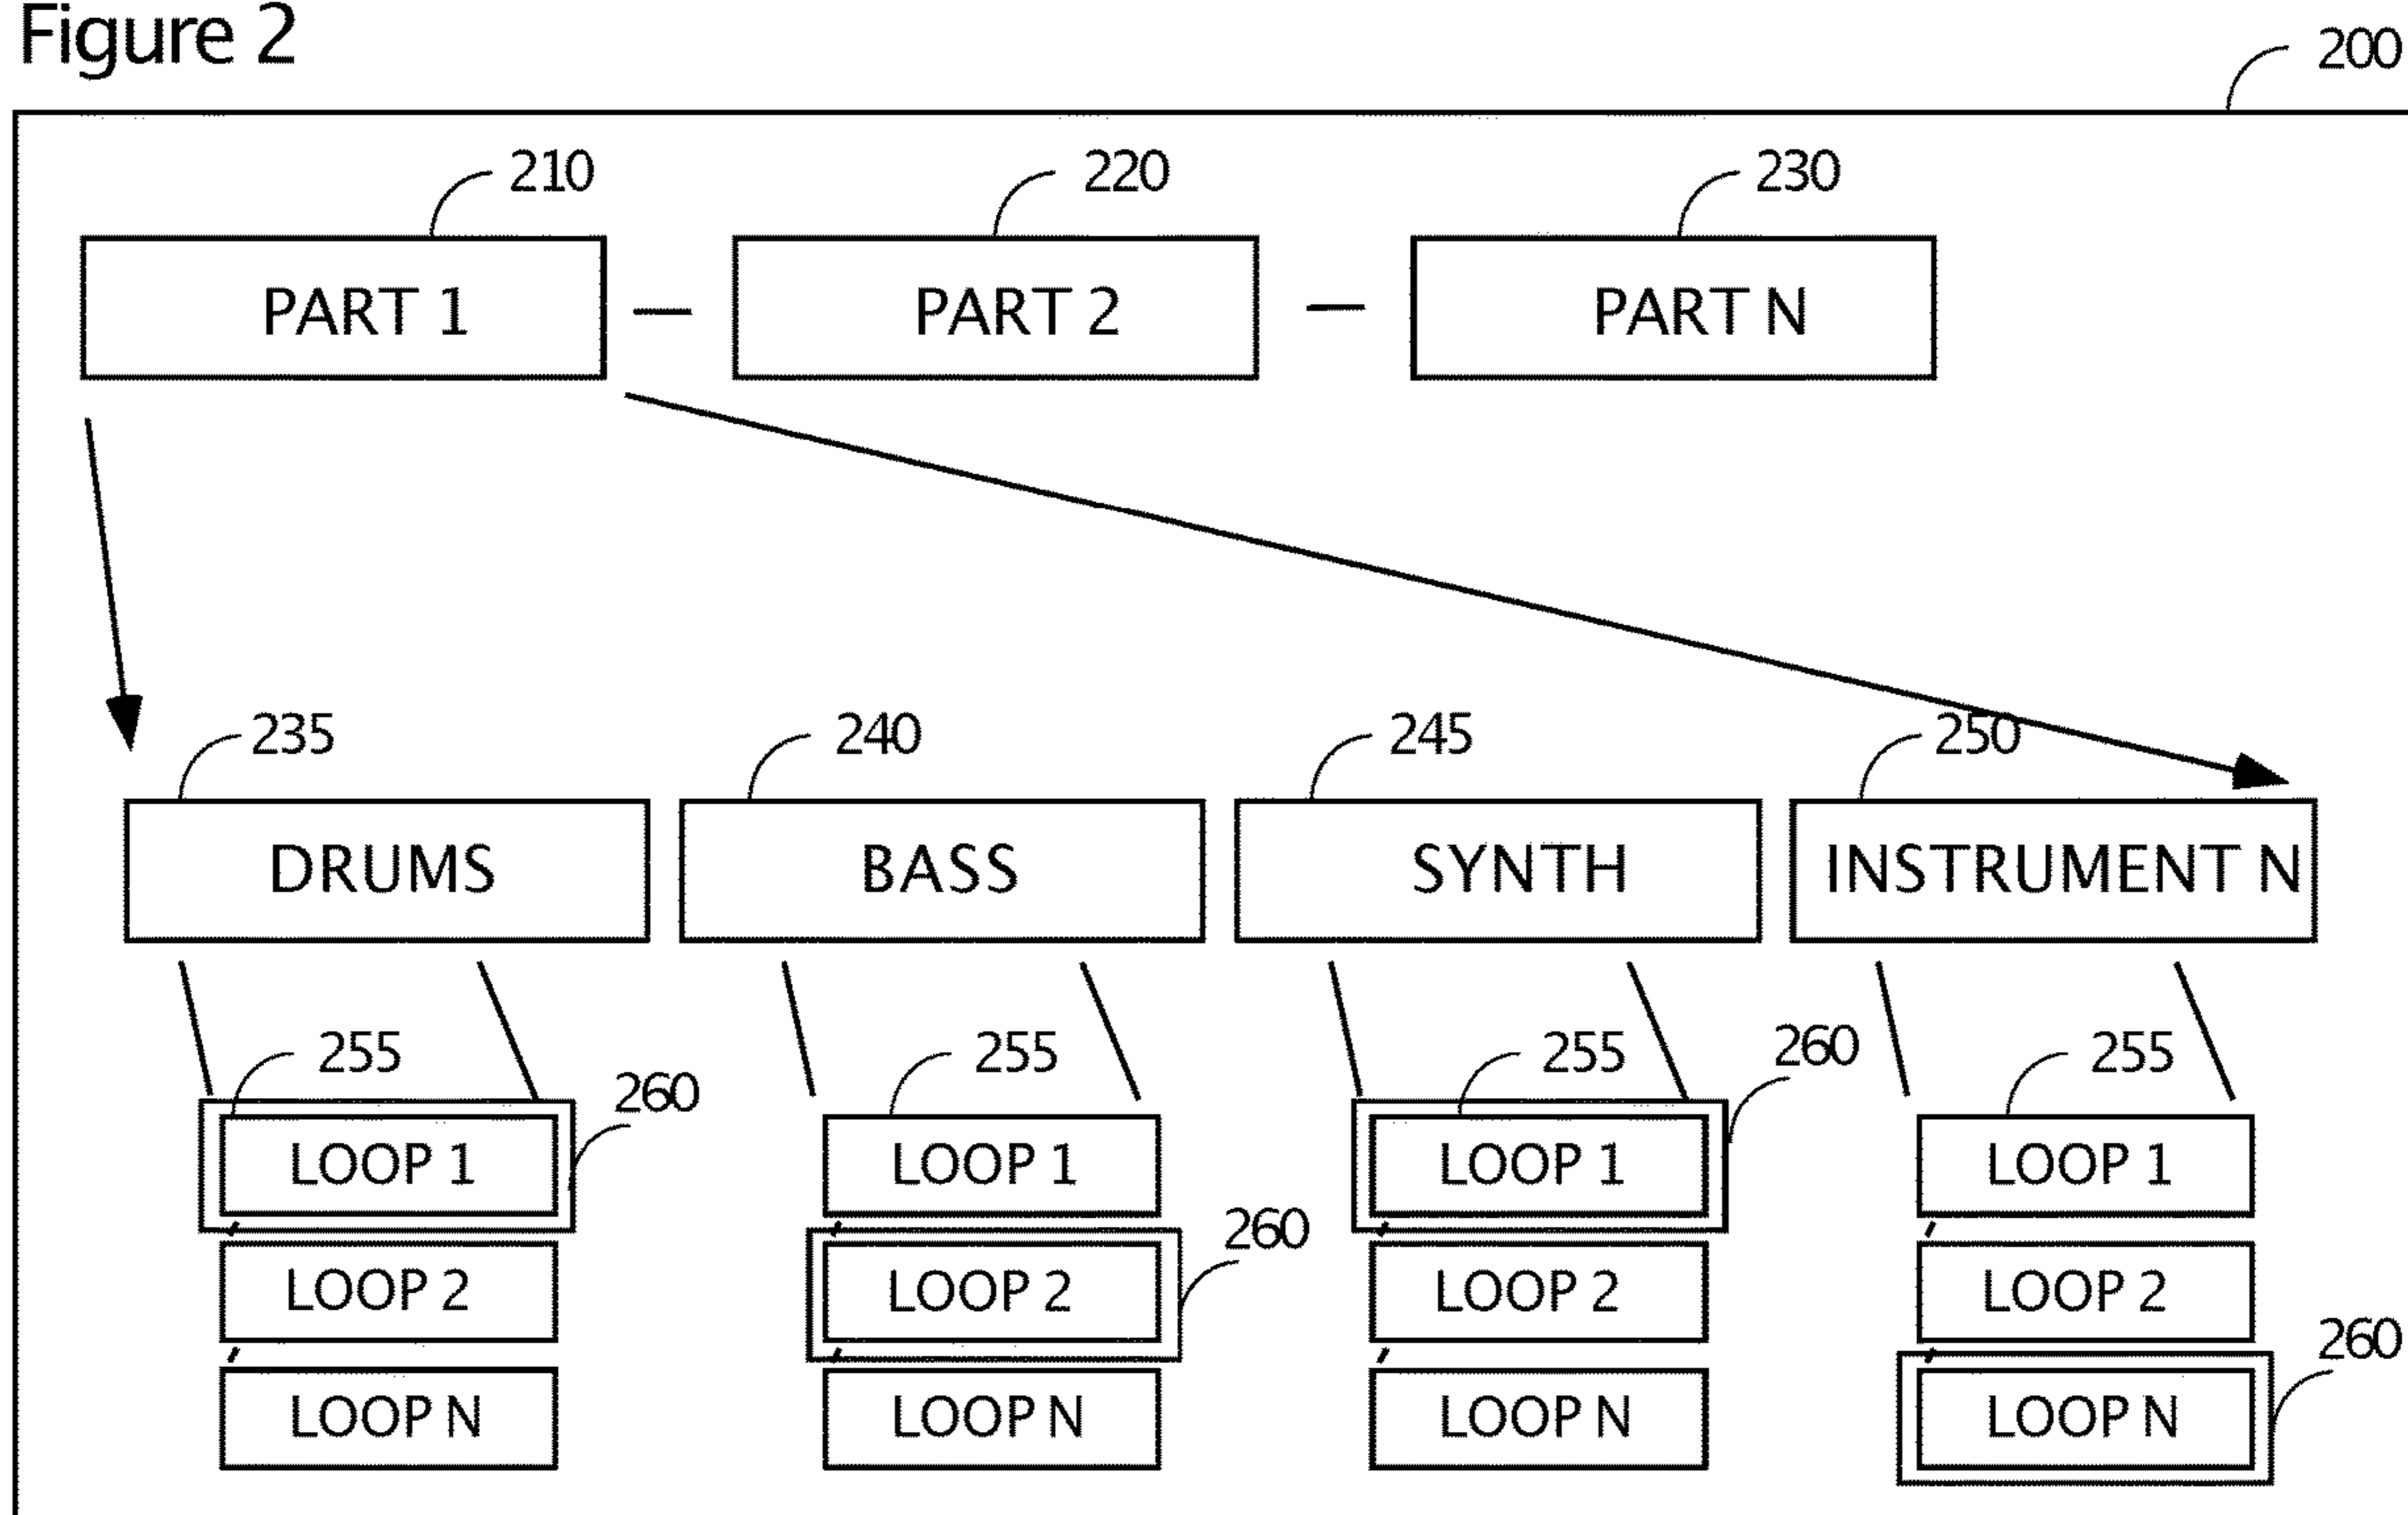 Figure 2
200
210 220 230
PART 1 PART 2 PART N
235 240 245 250
DRUMS BASS SYNTH INSTRUMENT N
255 260 255 255 260 255
LOOP 1 LOOP 1 LOOP 1 LOOP 1
260
LOOP 2 LOOP 2 LOOP 2 LOOP 2
260
LOOP N LOOP N LOOP N LOOP N